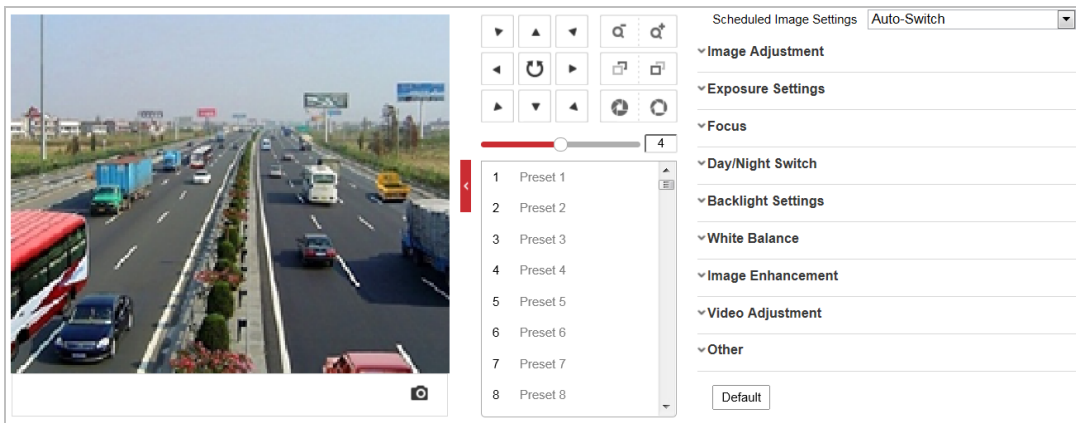 Scheduled Image Settings Auto-Switch
Image Adjustment
Exposure Settings
Focus
Day/Night Switch
Backlight Settings
White Balance
Image Enhancement
Video Adjustment
Other
Default
4
1 Preset 1
2 Preset 2
3 Preset 3
4 Preset 4
5 Preset 5
6 Preset 6
7 Preset 7
8 Preset 8